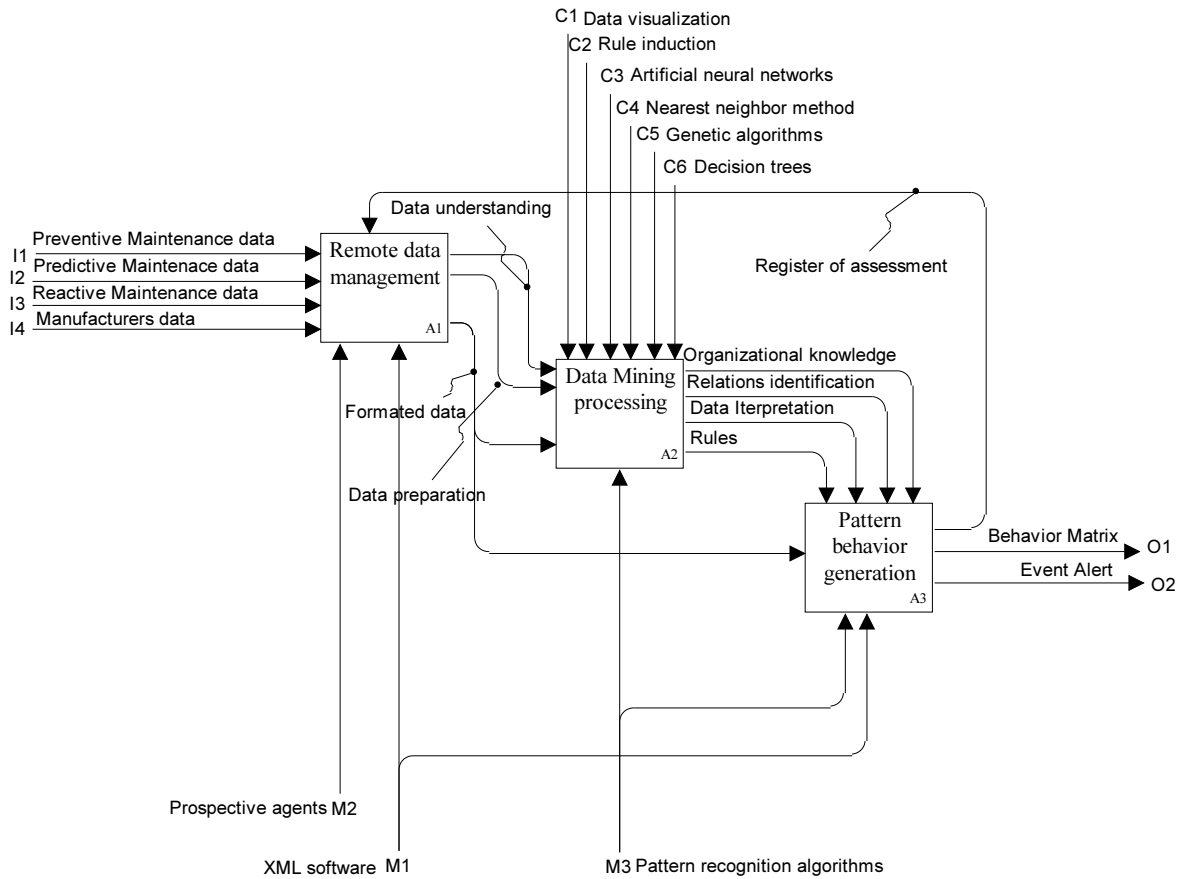 C1 Data visualization
C2 Rule induction
C3 Artificial neural networks
C4 Nearest neighbor method
C5 Genetic algorithms
C6 Decision trees
Data understanding
Preventive Maintenance data
I1
Predictive Maintenace data
I2
Reactive Maintenance data
I3
Manufacturers data
I4
Remote data
management
A1
Register of assessment
Organizational knowledge
Relations identification
Data Iterpretation
Rules
Data Mining
processing
A2
Formated data
Data preparation
Pattern
behavior
generation
A3
Behavior Matrix
O1
Event Alert
O2
Prospective agents M2
XML software M1
M3 Pattern recognition algorithms